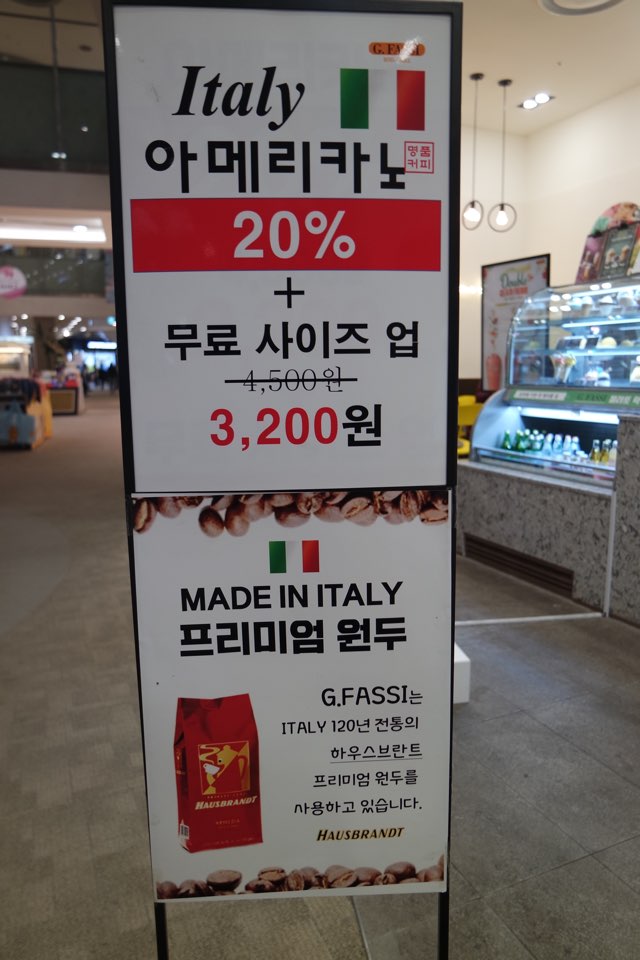 G. FASSI
Italy
아메리카노
명품
커피
20%
+
무료 사이즈 업
4,500원
3,200원
MADE IN ITALY
프리미엄 원두
G.FASSI는
ITALY 120년 전통의
하우스브란트
프리미엄 원두를
사용하고 있습니다.
HAUSBRANDT
HAUSBRANDT
Double
G.FASSI